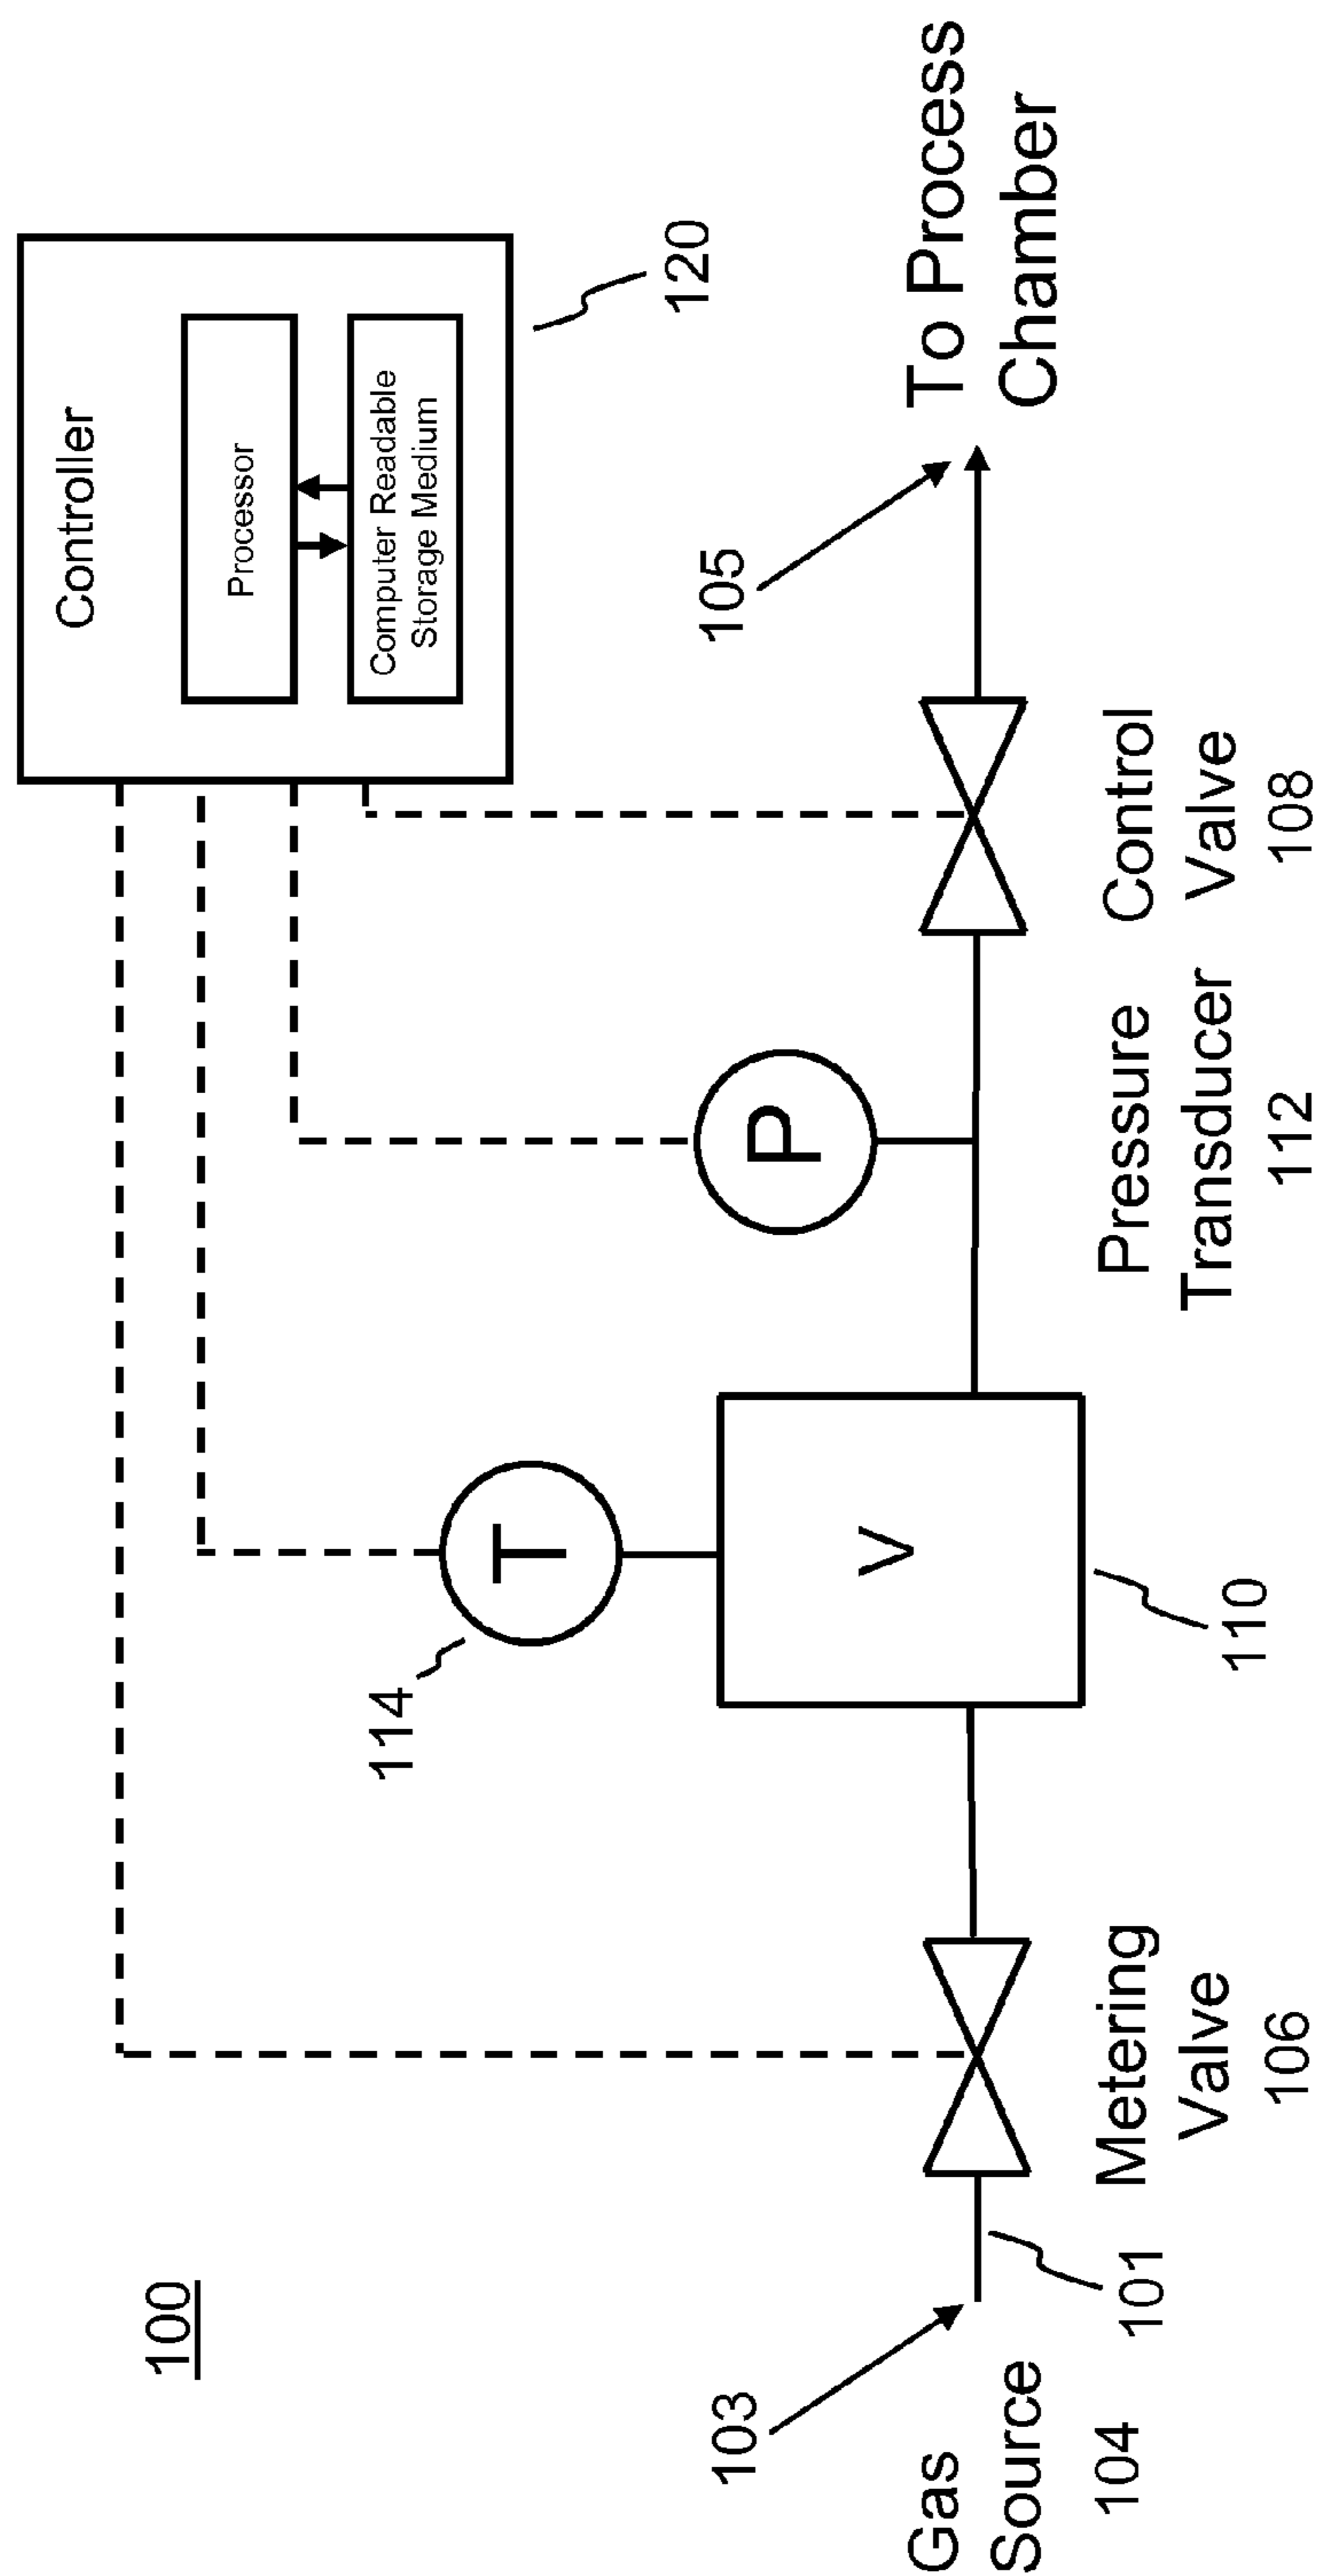 100
Controller
Processor
Computer Readable
Storage Medium
120
114
T
P
V
110
103
105
Gas
Source
104
101
Metering
Valve
106
Pressure
Transducer
112
Control
Valve
108
To Process
Chamber